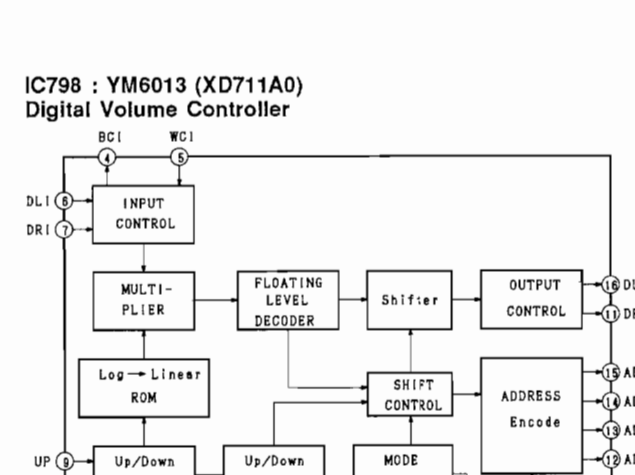 IC798 : YM6013 (XD711A0)
Digital Volume Controller
BCI
WCI
4
5
DLI 6
DRI 7
INPUT
CONTROL
MULTI-
PLIER
FLOATING
LEVEL
DECODER
Shifter
OUTPUT
CONTROL
16
11
Log → Linear
ROM
SHIFT
CONTROL
ADDRESS
Encode
15
14
13
12
UP 9
Up/Down
Up/Down
MODE